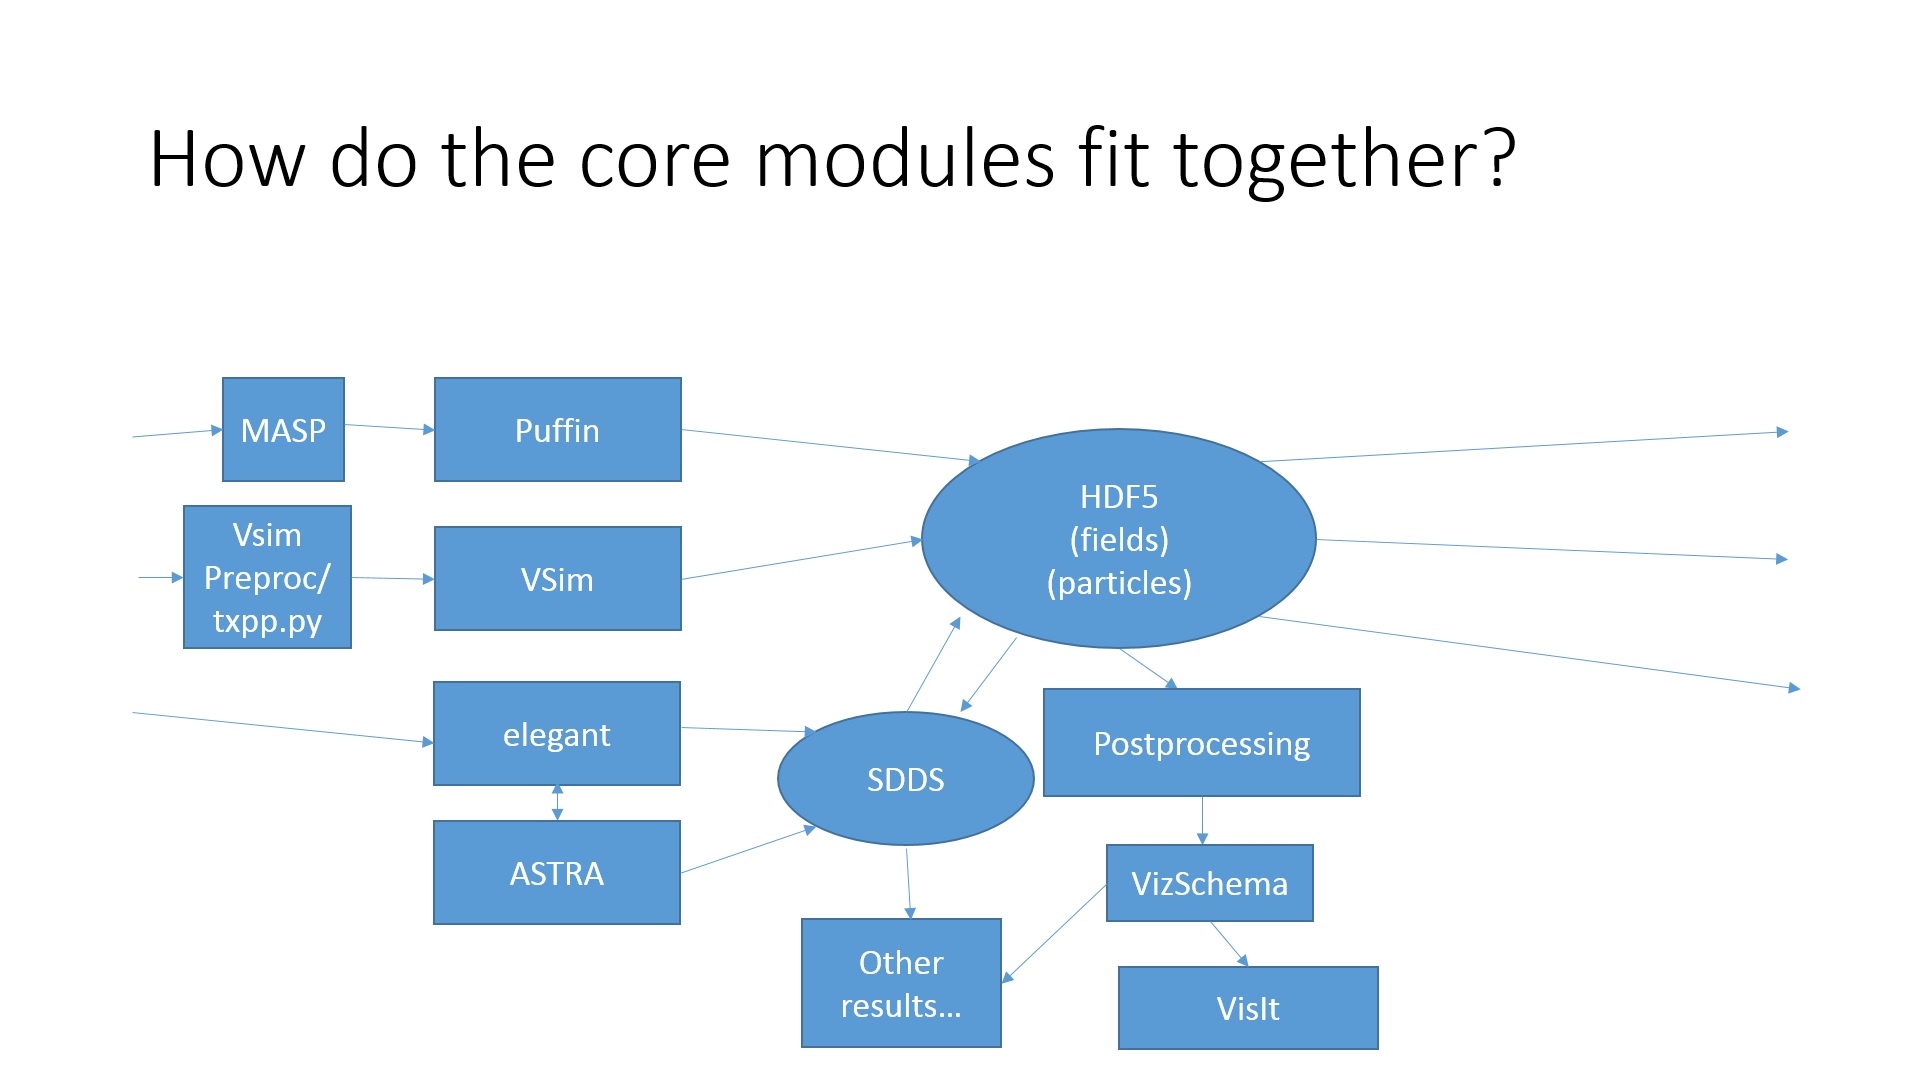 How do the core modules fit together?
MASP
Puffin
HDF5
(fields)
(particles)
Vsim
Preproc/
txpp.py
VSim
elegant
SDDS
Postprocessing
ASTRA
VizSchema
Other
results...
VisIt